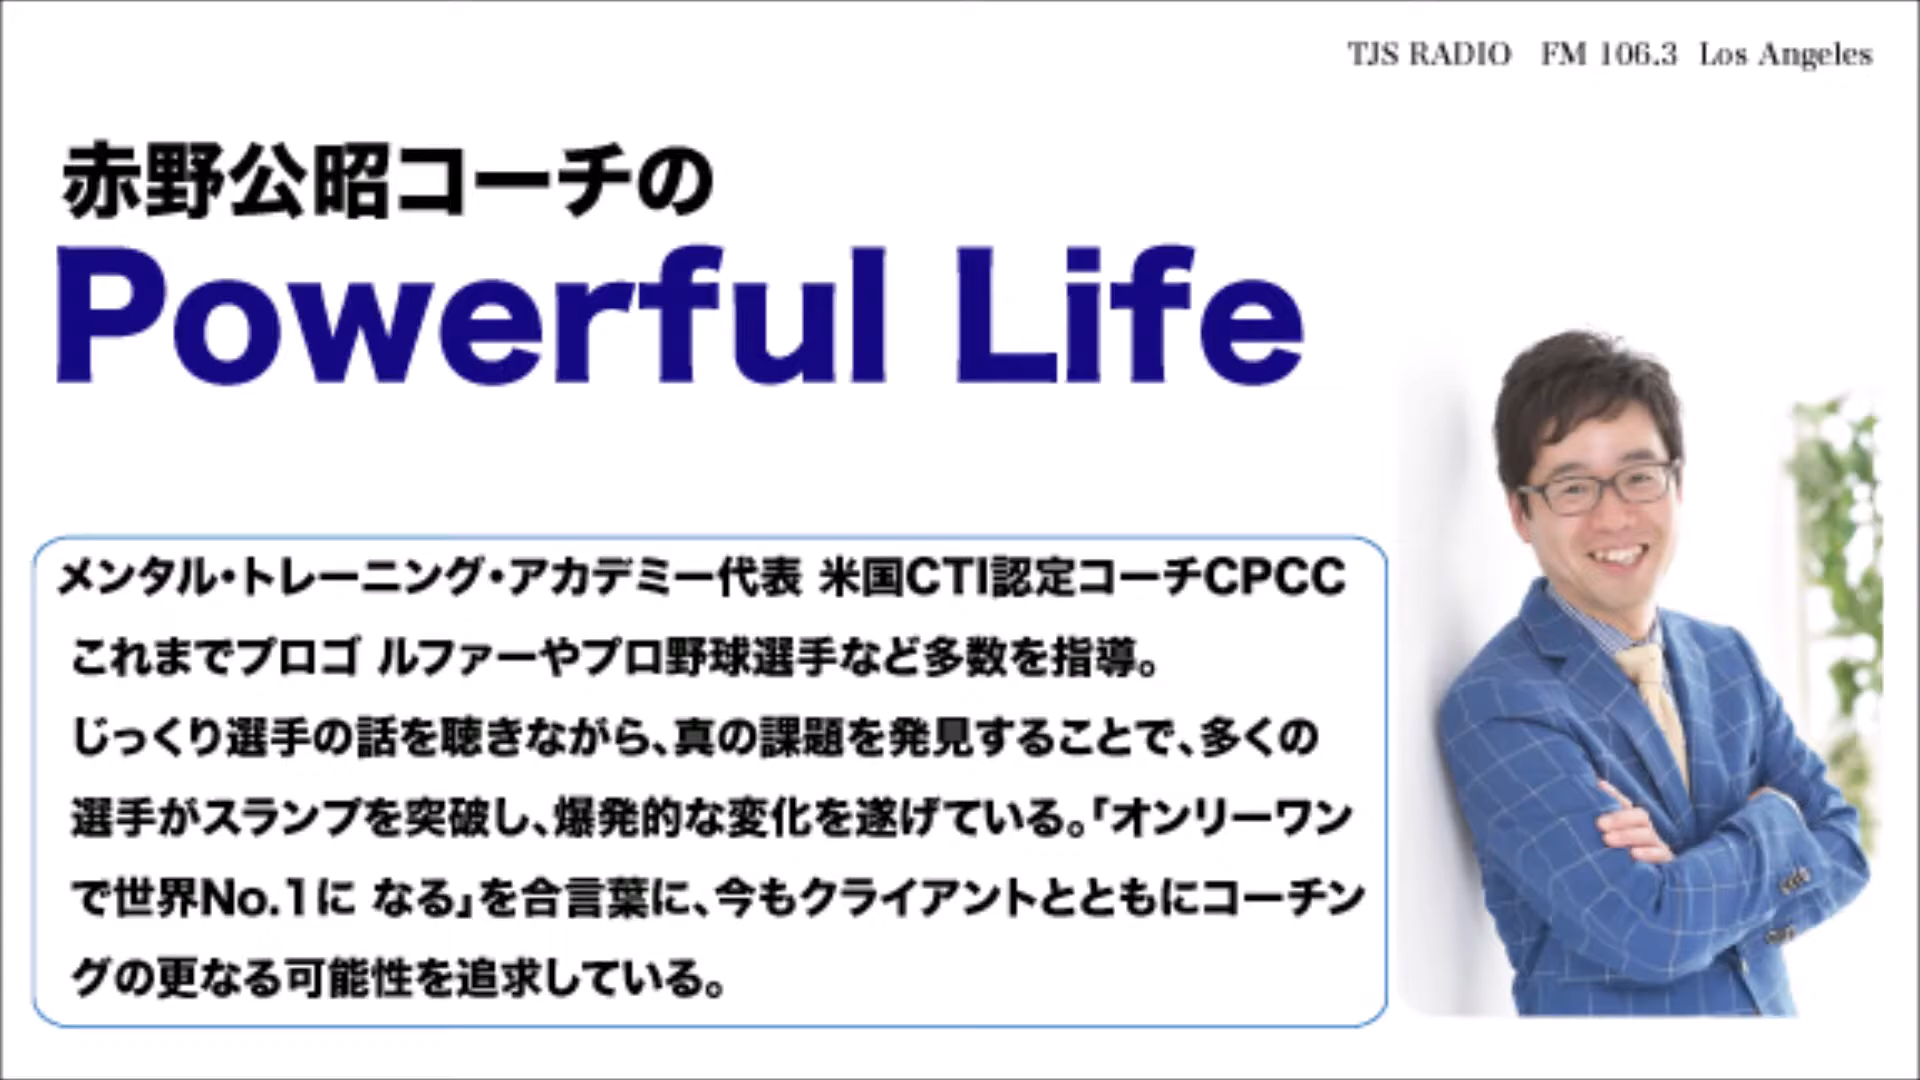 TJS RADIO FM 106.3 Los Angeles
赤野公昭コーチの
Powerful Life
メンタル・トレーニング・アカデミー代表 米国CTI認定コーチCPCC
これまでプロゴ ルファーやプロ野球選手など多数を指導。
じっくり選手の話を聴きながら、真の課題を発見することで、多くの
選手がスランプを突破し、爆発的な変化を遂げている。「オンリーワン
で世界No.1に なる」を合言葉に、今もクライアントとともにコーチン
グの更なる可能性を追求している。